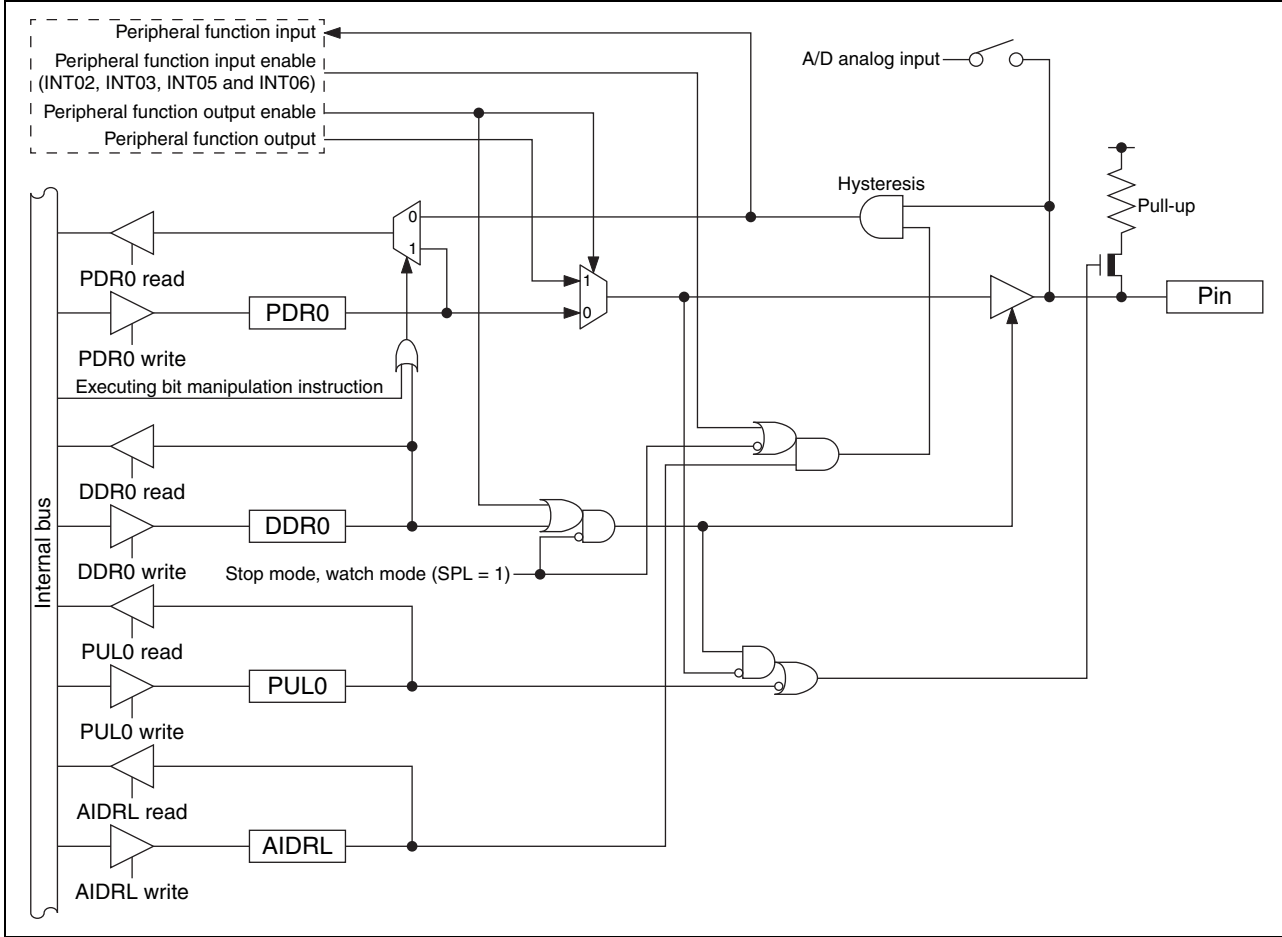 Peripheral function input
Peripheral function input enable
(INT02, INT03, INT05 and INT06)
Peripheral function output enable
Peripheral function output
A/D analog input
Hysteresis
Pull-up
0
1
1
0
PDR0 read
PDR0
Pin
PDR0 write
Executing bit manipulation instruction
DDR0 read
DDR0
DDR0 write
Stop mode, watch mode (SPL = 1)
Internal bus
PUL0 read
PUL0
PUL0 write
AIDRL read
AIDRL
AIDRL write